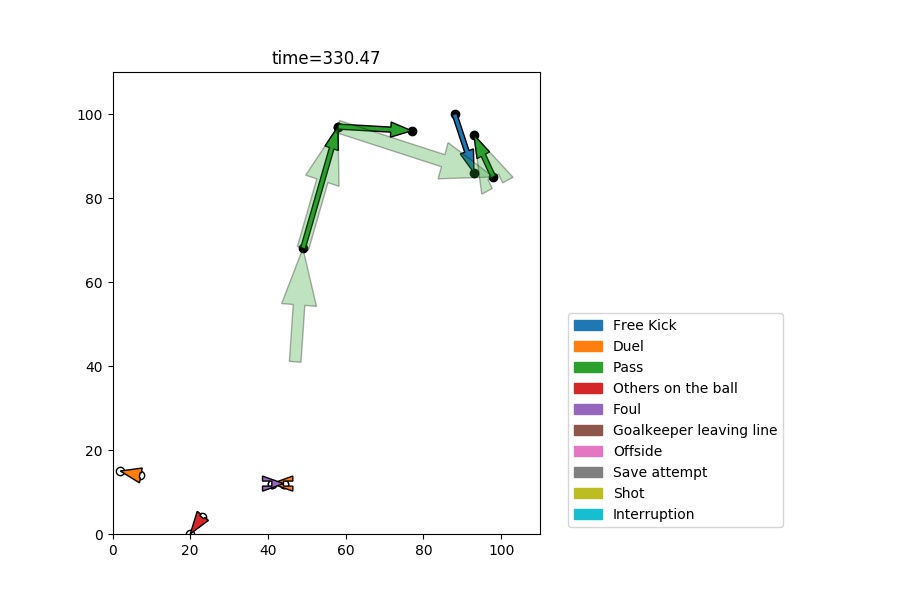 time=330.47
100
80
60
40
20
0
0 20 40 60 80 100
Free Kick
Duel
Pass
Others on the ball
Foul
Goalkeeper leaving line
Offside
Save attempt
Shot
Interruption